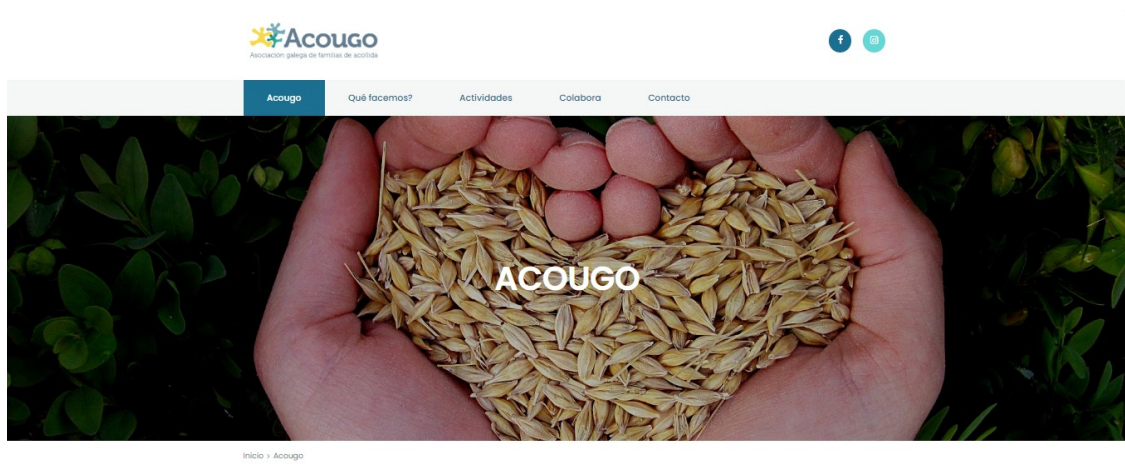 Acougo
Asociación galega de familias de acollida
Acougo Qué facemos? Actividades Colabora Contacto
ACOUGO
Inicio > Acougo